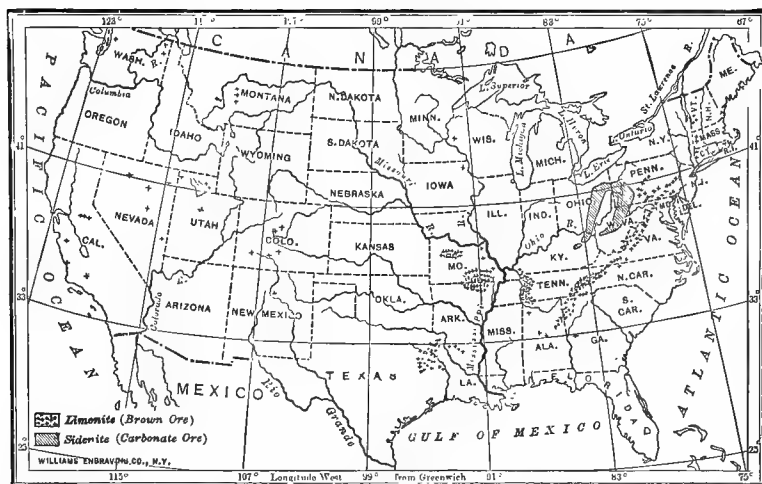 123° 115° 107° 99° 91° 83° 75° 67°
C A N A D A
WASH.
R.
Columbia
OREGON
IDAHO
MONTANA
N. DAKOTA
S. DAKOTA
MINN.
WIS.
L. Superior
L. Michigan
L. Huron
MICH.
L. Ontario
L. Erie
St. Lawrence R.
ME.
VT.
N.H.
MASS.
CT.
R.I.
N.Y.
PENN.
N.J.
DEL.
MD.
41
41
PACIFIC OCEAN
WYOMING
NEBRASKA
Missouri
R.
IOWA
ILL.
IND.
OHIO
Ohio R.
W. VA.
VA.
NEVADA
UTAH
COLO.
KANSAS
MO.
KY.
CAL.
Colorado
ARIZONA
NEW MEXICO
OKLA.
ARK.
TENN.
N. CAR.
S. CAR.
33
33
Mississippi
R.
MISS.
ALA.
GA.
TEXAS
LA.
FLORIDA
ATLANTIC OCEAN
MEXICO
Rio Grande
GULF OF MEXICO
Limonite (Brown Ore)
Siderite (Carbonate Ore)
25
25
WILLIAMS ENGRAVING CO., N.Y.
115° 107° Longitude West 99° from Greenwich 91° 83° 75°